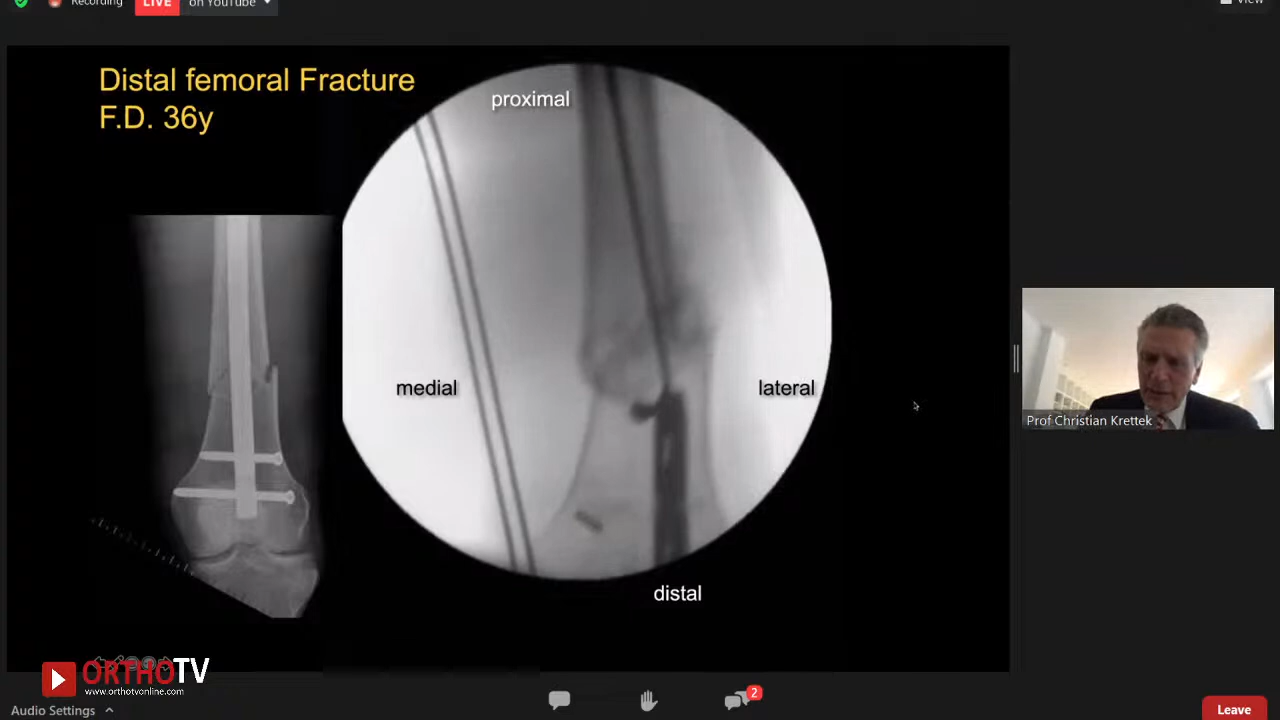 Recording
LIVE
on YouTube
View
Distal femoral Fracture
F.D. 36y
proximal
medial
lateral
distal
Prof Christian Krettek
ORTHOTV
www.orthotvonline.com
2
Audio Settings
Leave